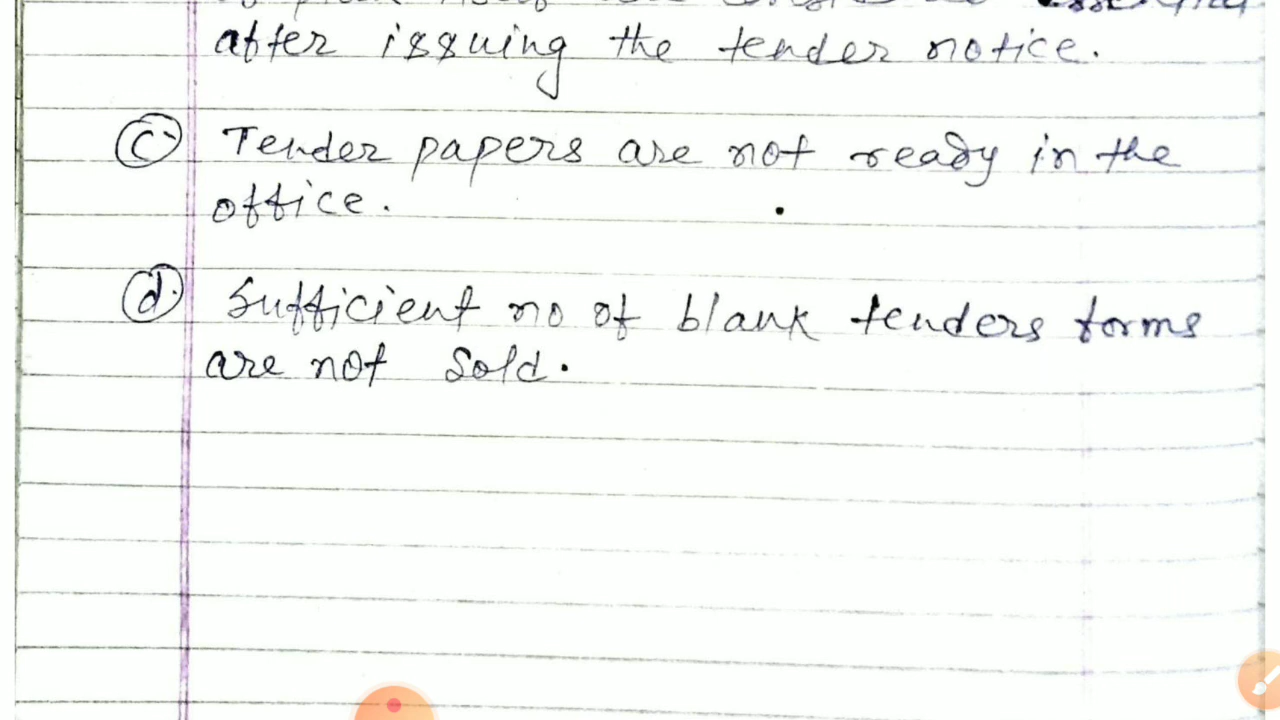 after issuing the tender notice.
(c) Tender papers are not ready in the
office.
(d) Sufficient no of blank tenders forms
are not sold.